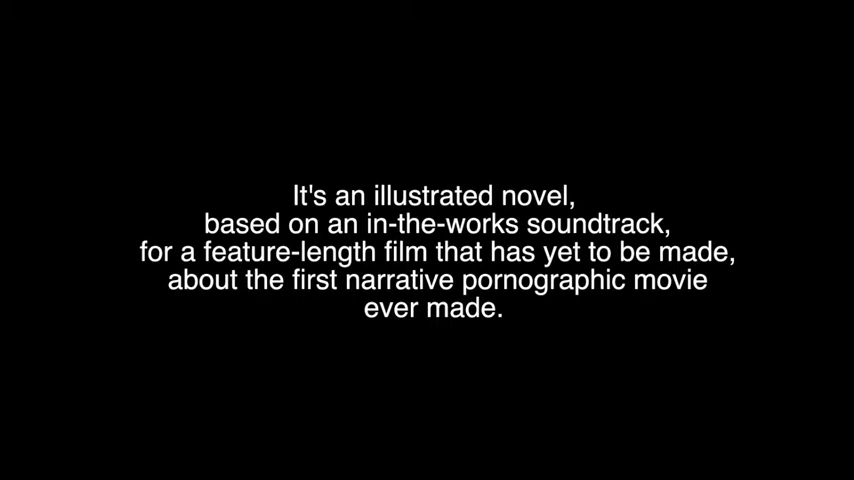 It's an illustrated novel,
based on an in-the-works soundtrack,
for a feature-length film that has yet to be made,
about the first narrative pornographic movie
ever made.